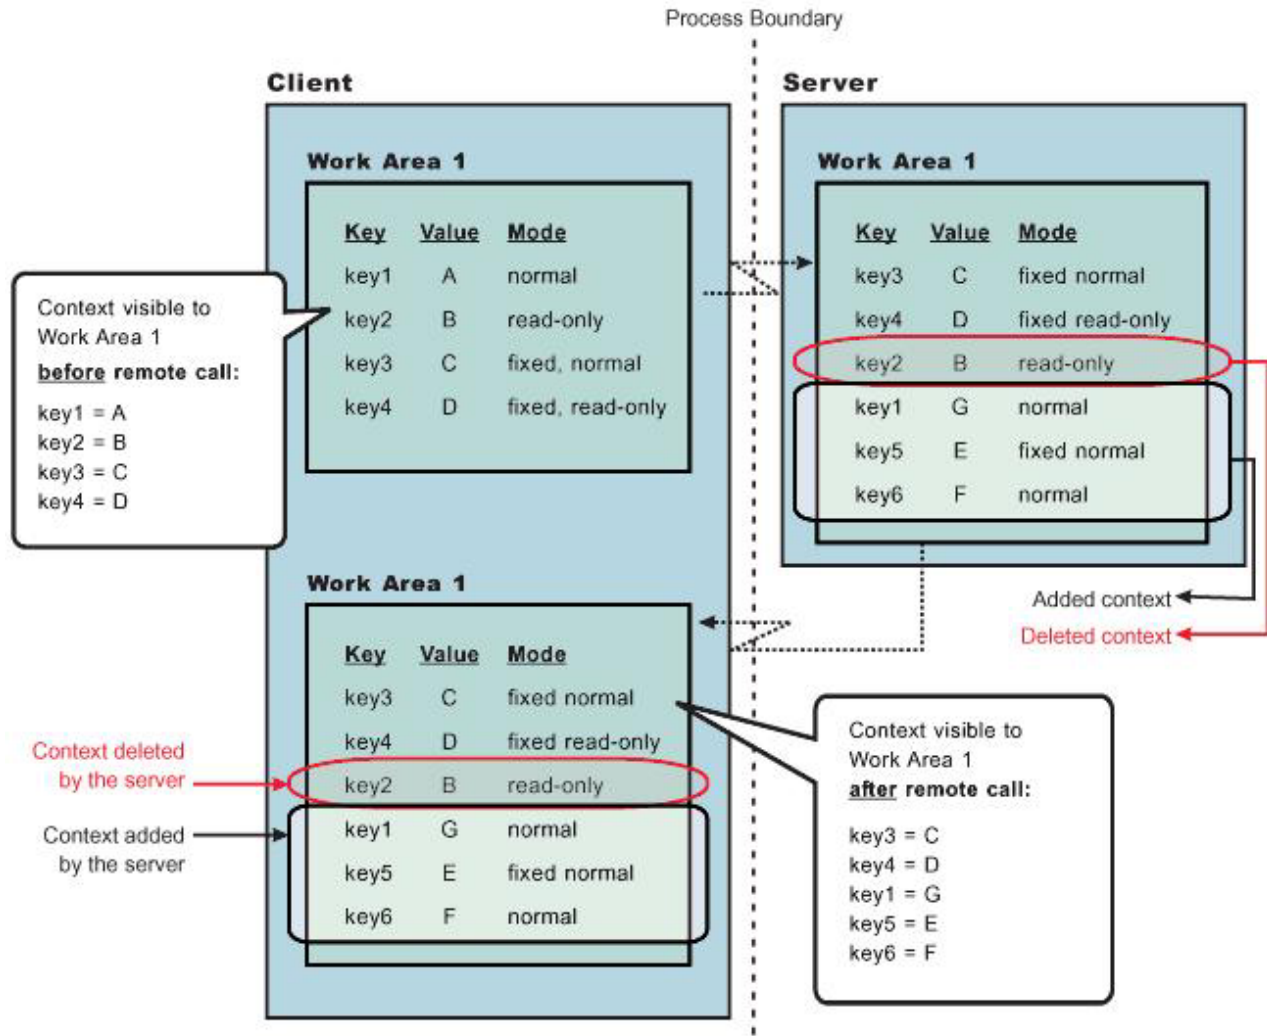 Process Boundary
Client
Work Area 1
Key Value Mode
key1 A normal
key2 B read-only
key3 C fixed, normal
key4 D fixed, read-only
Context visible to
Work Area 1
before remote call:
key1 = A
key2 = B
key3 = C
key4 = D
Server
Work Area 1
Key Value Mode
key3 C fixed normal
key4 D fixed read-only
key2 B read-only
key1 G normal
key5 E fixed normal
key6 F normal
Added context
Deleted context
Work Area 1
Key Value Mode
key3 C fixed normal
key4 D fixed read-only
key2 B read-only
key1 G normal
key5 E fixed normal
key6 F normal
Context deleted
by the server
Context added
by the server
Context visible to
Work Area 1
after remote call:
key3 = C
key4 = D
key1 = G
key5 = E
key6 = F